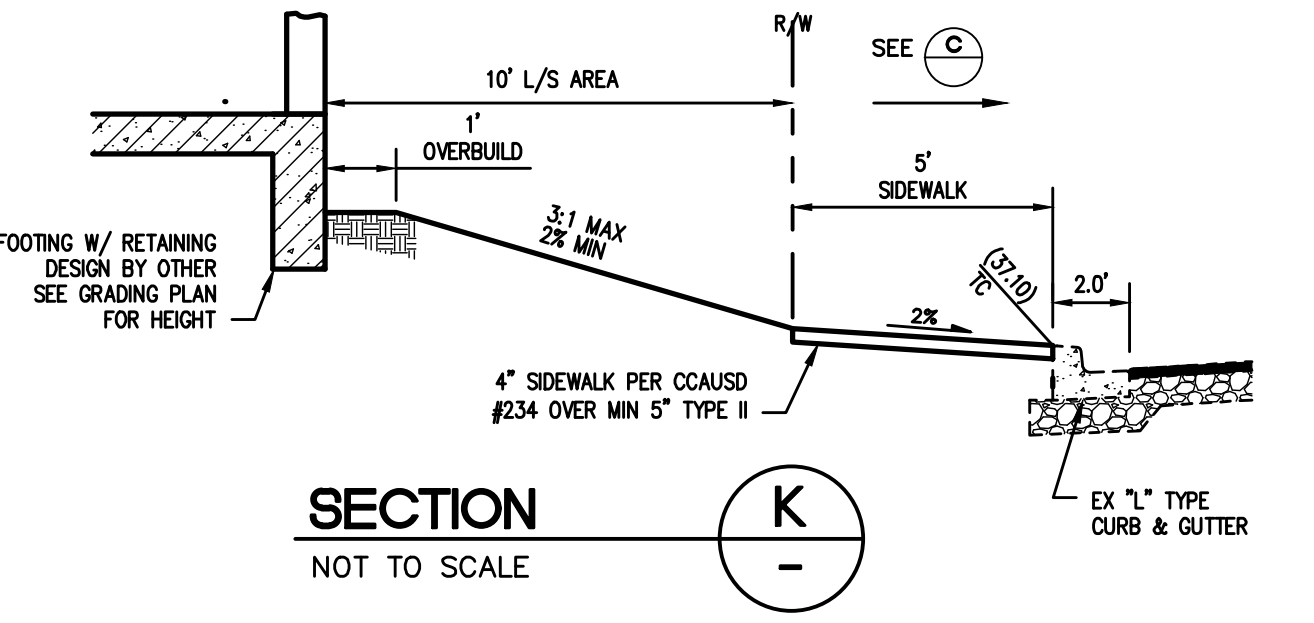 R/W
SEE C
10' L/S AREA
1'
OVERBUILD
5'
SIDEWALK
3:1 MAX
2% MIN
(37.10)
TC
2.0'
FOOTING W/ RETAINING
DESIGN BY OTHER
SEE GRADING PLAN
FOR HEIGHT
2%
4" SIDEWALK PER CCAUSD
#234 OVER MIN 5" TYPE II
EX "L" TYPE
CURB & GUTTER
SECTION
NOT TO SCALE
K
-